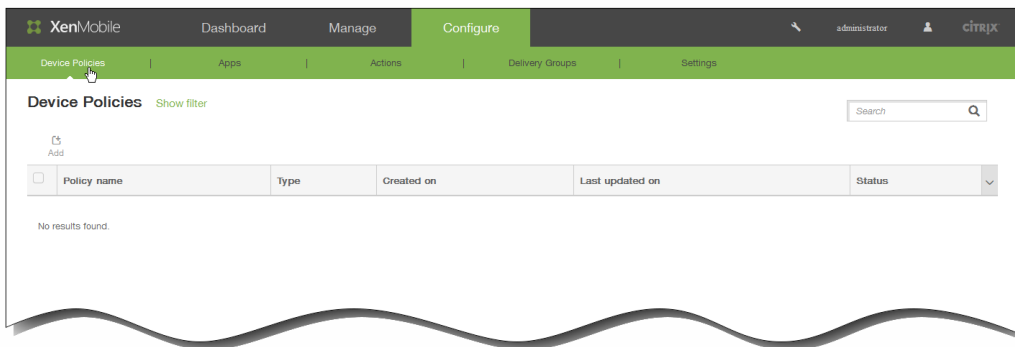 XenMobile Dashboard Manage Configure administrator CITRIX
Device Policies | Apps | Actions | Delivery Groups | Settings
Device Policies Show filter Search
Add
Policy name Type Created on Last updated on Status
No results found.